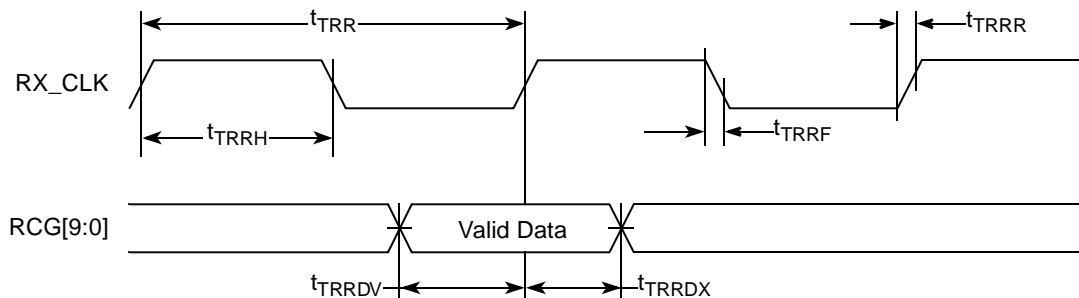 tTRR
tTRRR
RX_CLK
tTRRH
tTRRF
RCG[9:0]
Valid Data
tTRRDV
tTRRDX